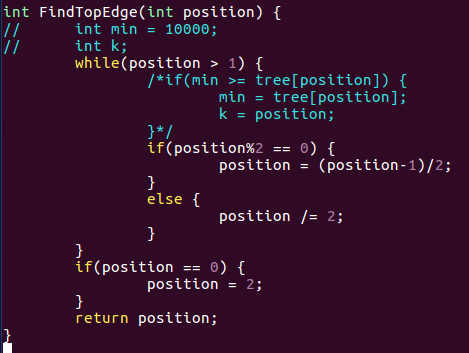 int FindTopEdge(int position) {
//      int min = 10000;
//      int k;
        while(position > 1) {
                /*if(min >= tree[position]) {
                        min = tree[position];
                        k = position;
                }*/
                if(position%2 == 0) {
                        position = (position-1)/2;
                }
                else {
                        position /= 2;
                }
        }
        if(position == 0) {
                position = 2;
        }
        return position;
}